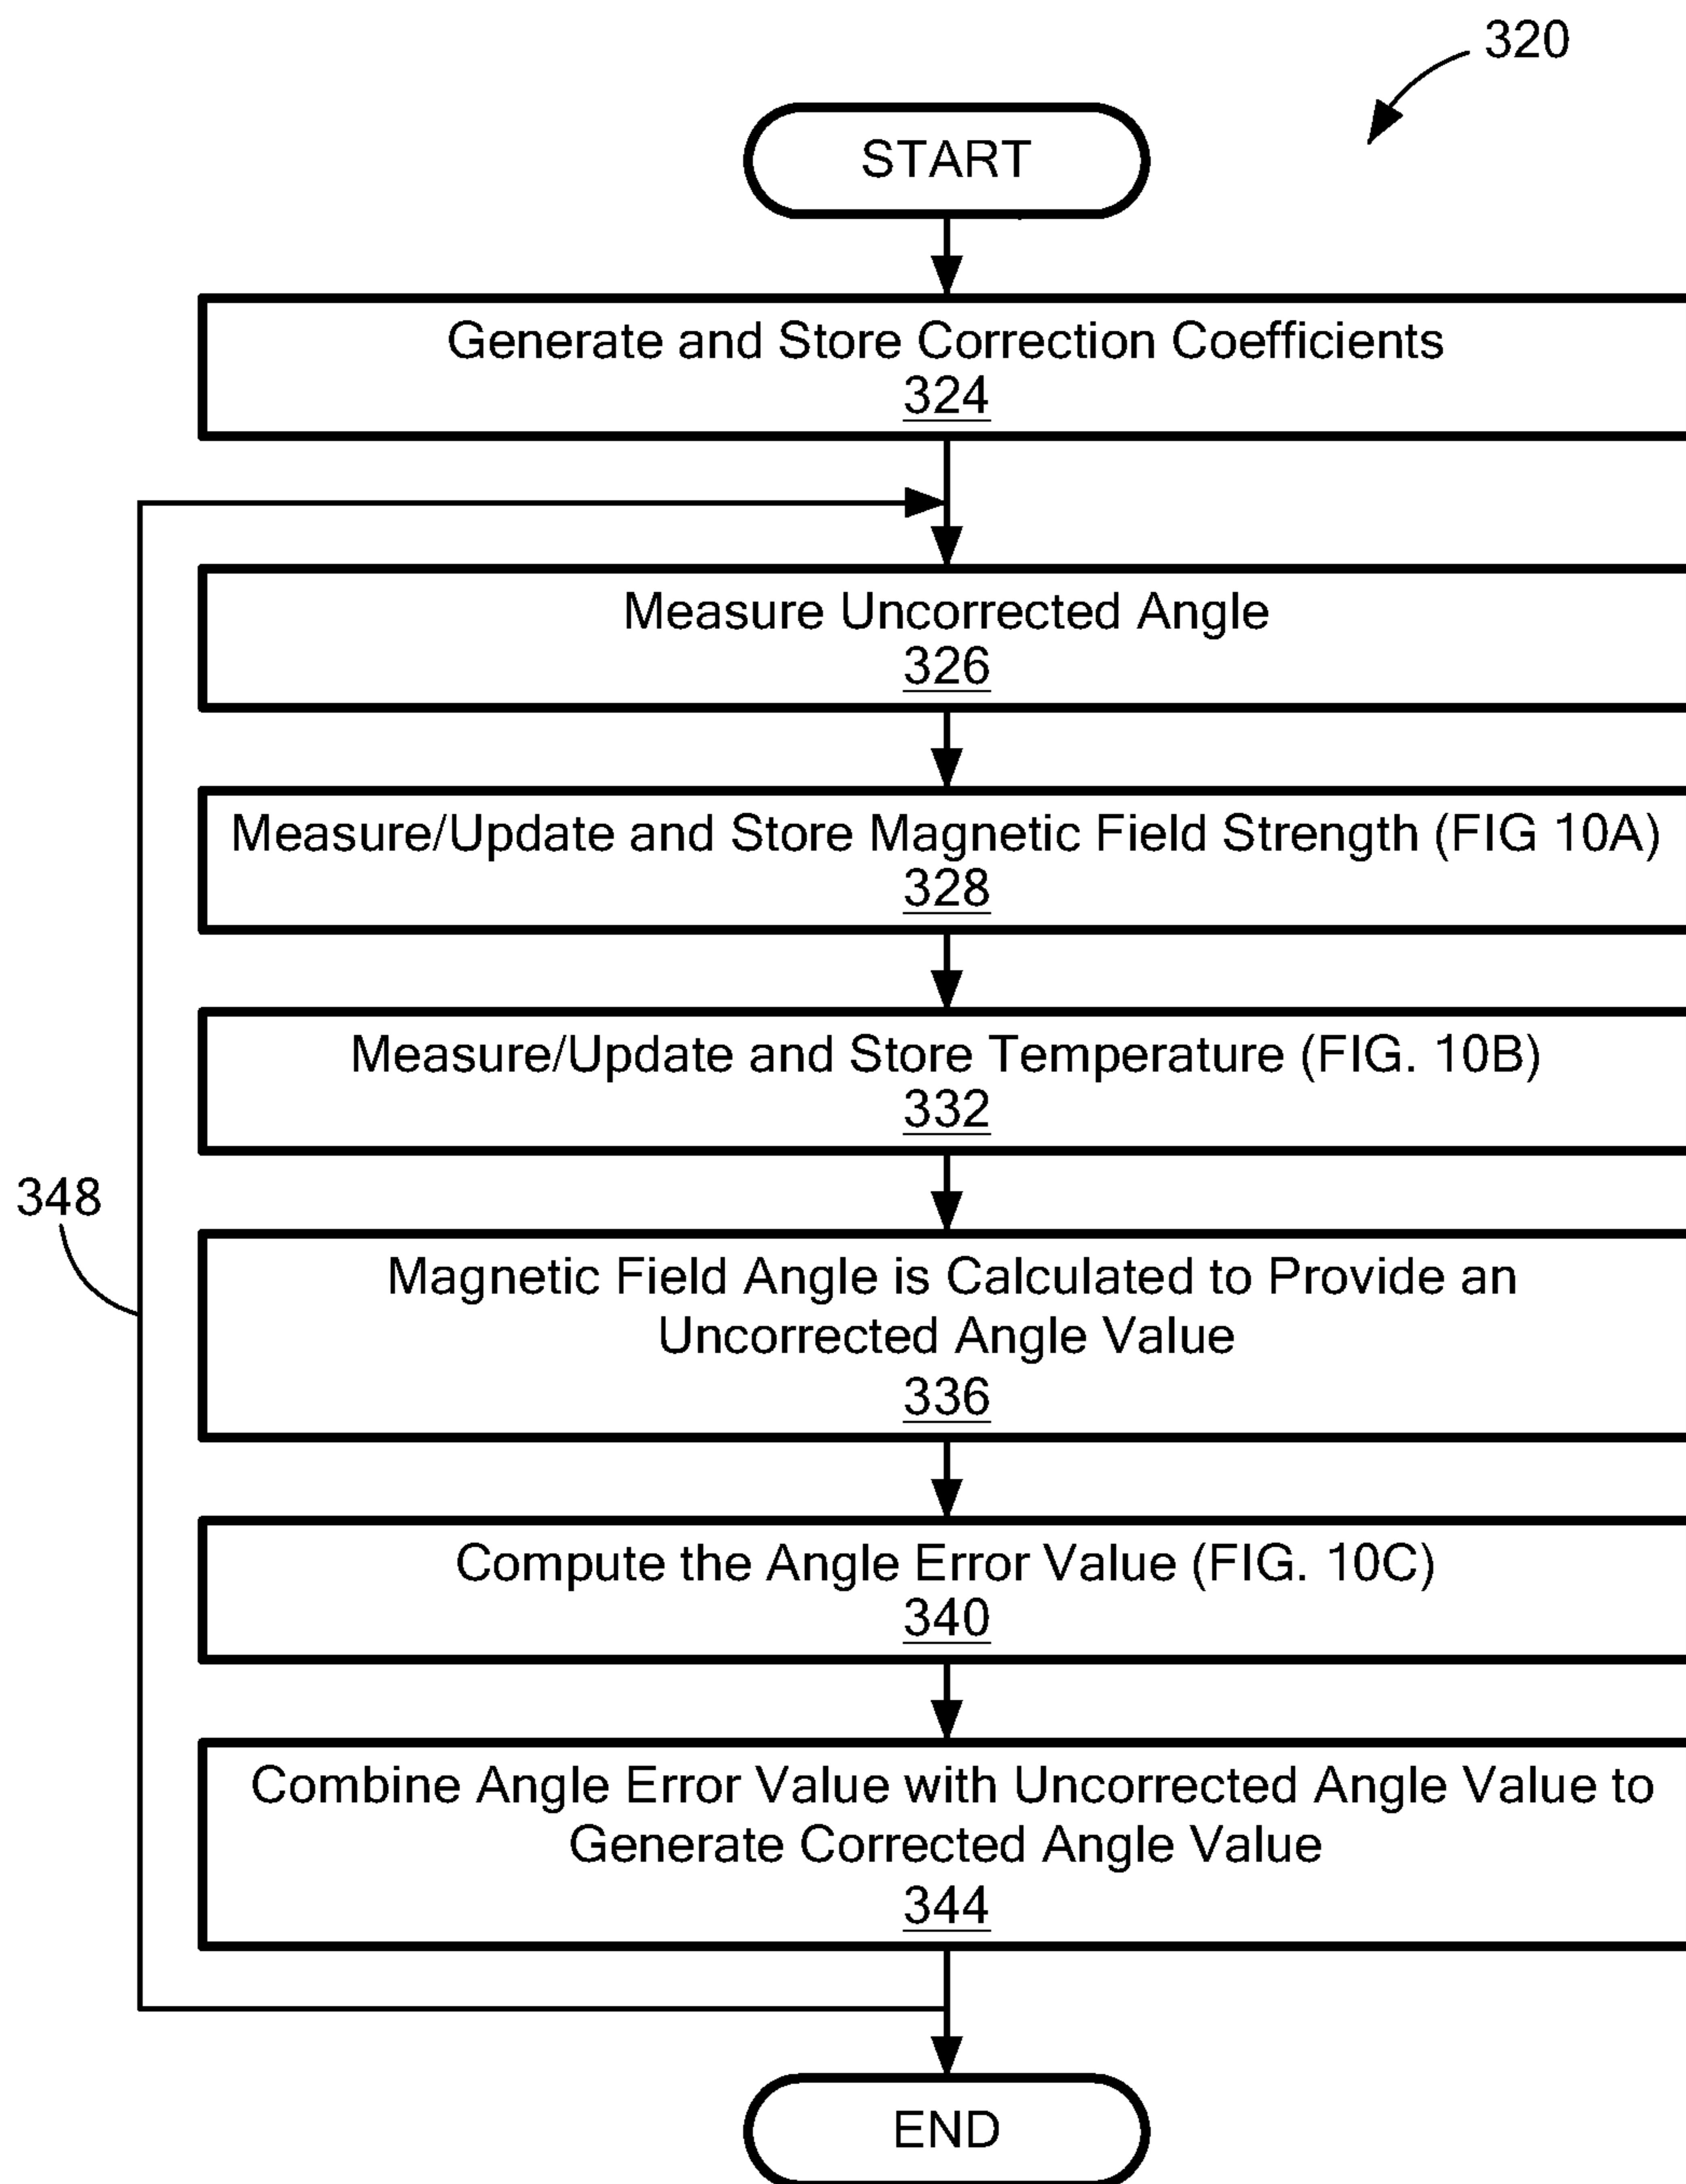 320
START
Generate and Store Correction Coefficients
324
Measure Uncorrected Angle
326
Measure/Update and Store Magnetic Field Strength (FIG 10A)
328
Measure/Update and Store Temperature (FIG. 10B)
332
348
Magnetic Field Angle is Calculated to Provide an
Uncorrected Angle Value
336
Compute the Angle Error Value (FIG. 10C)
340
Combine Angle Error Value with Uncorrected Angle Value to
Generate Corrected Angle Value
344
END